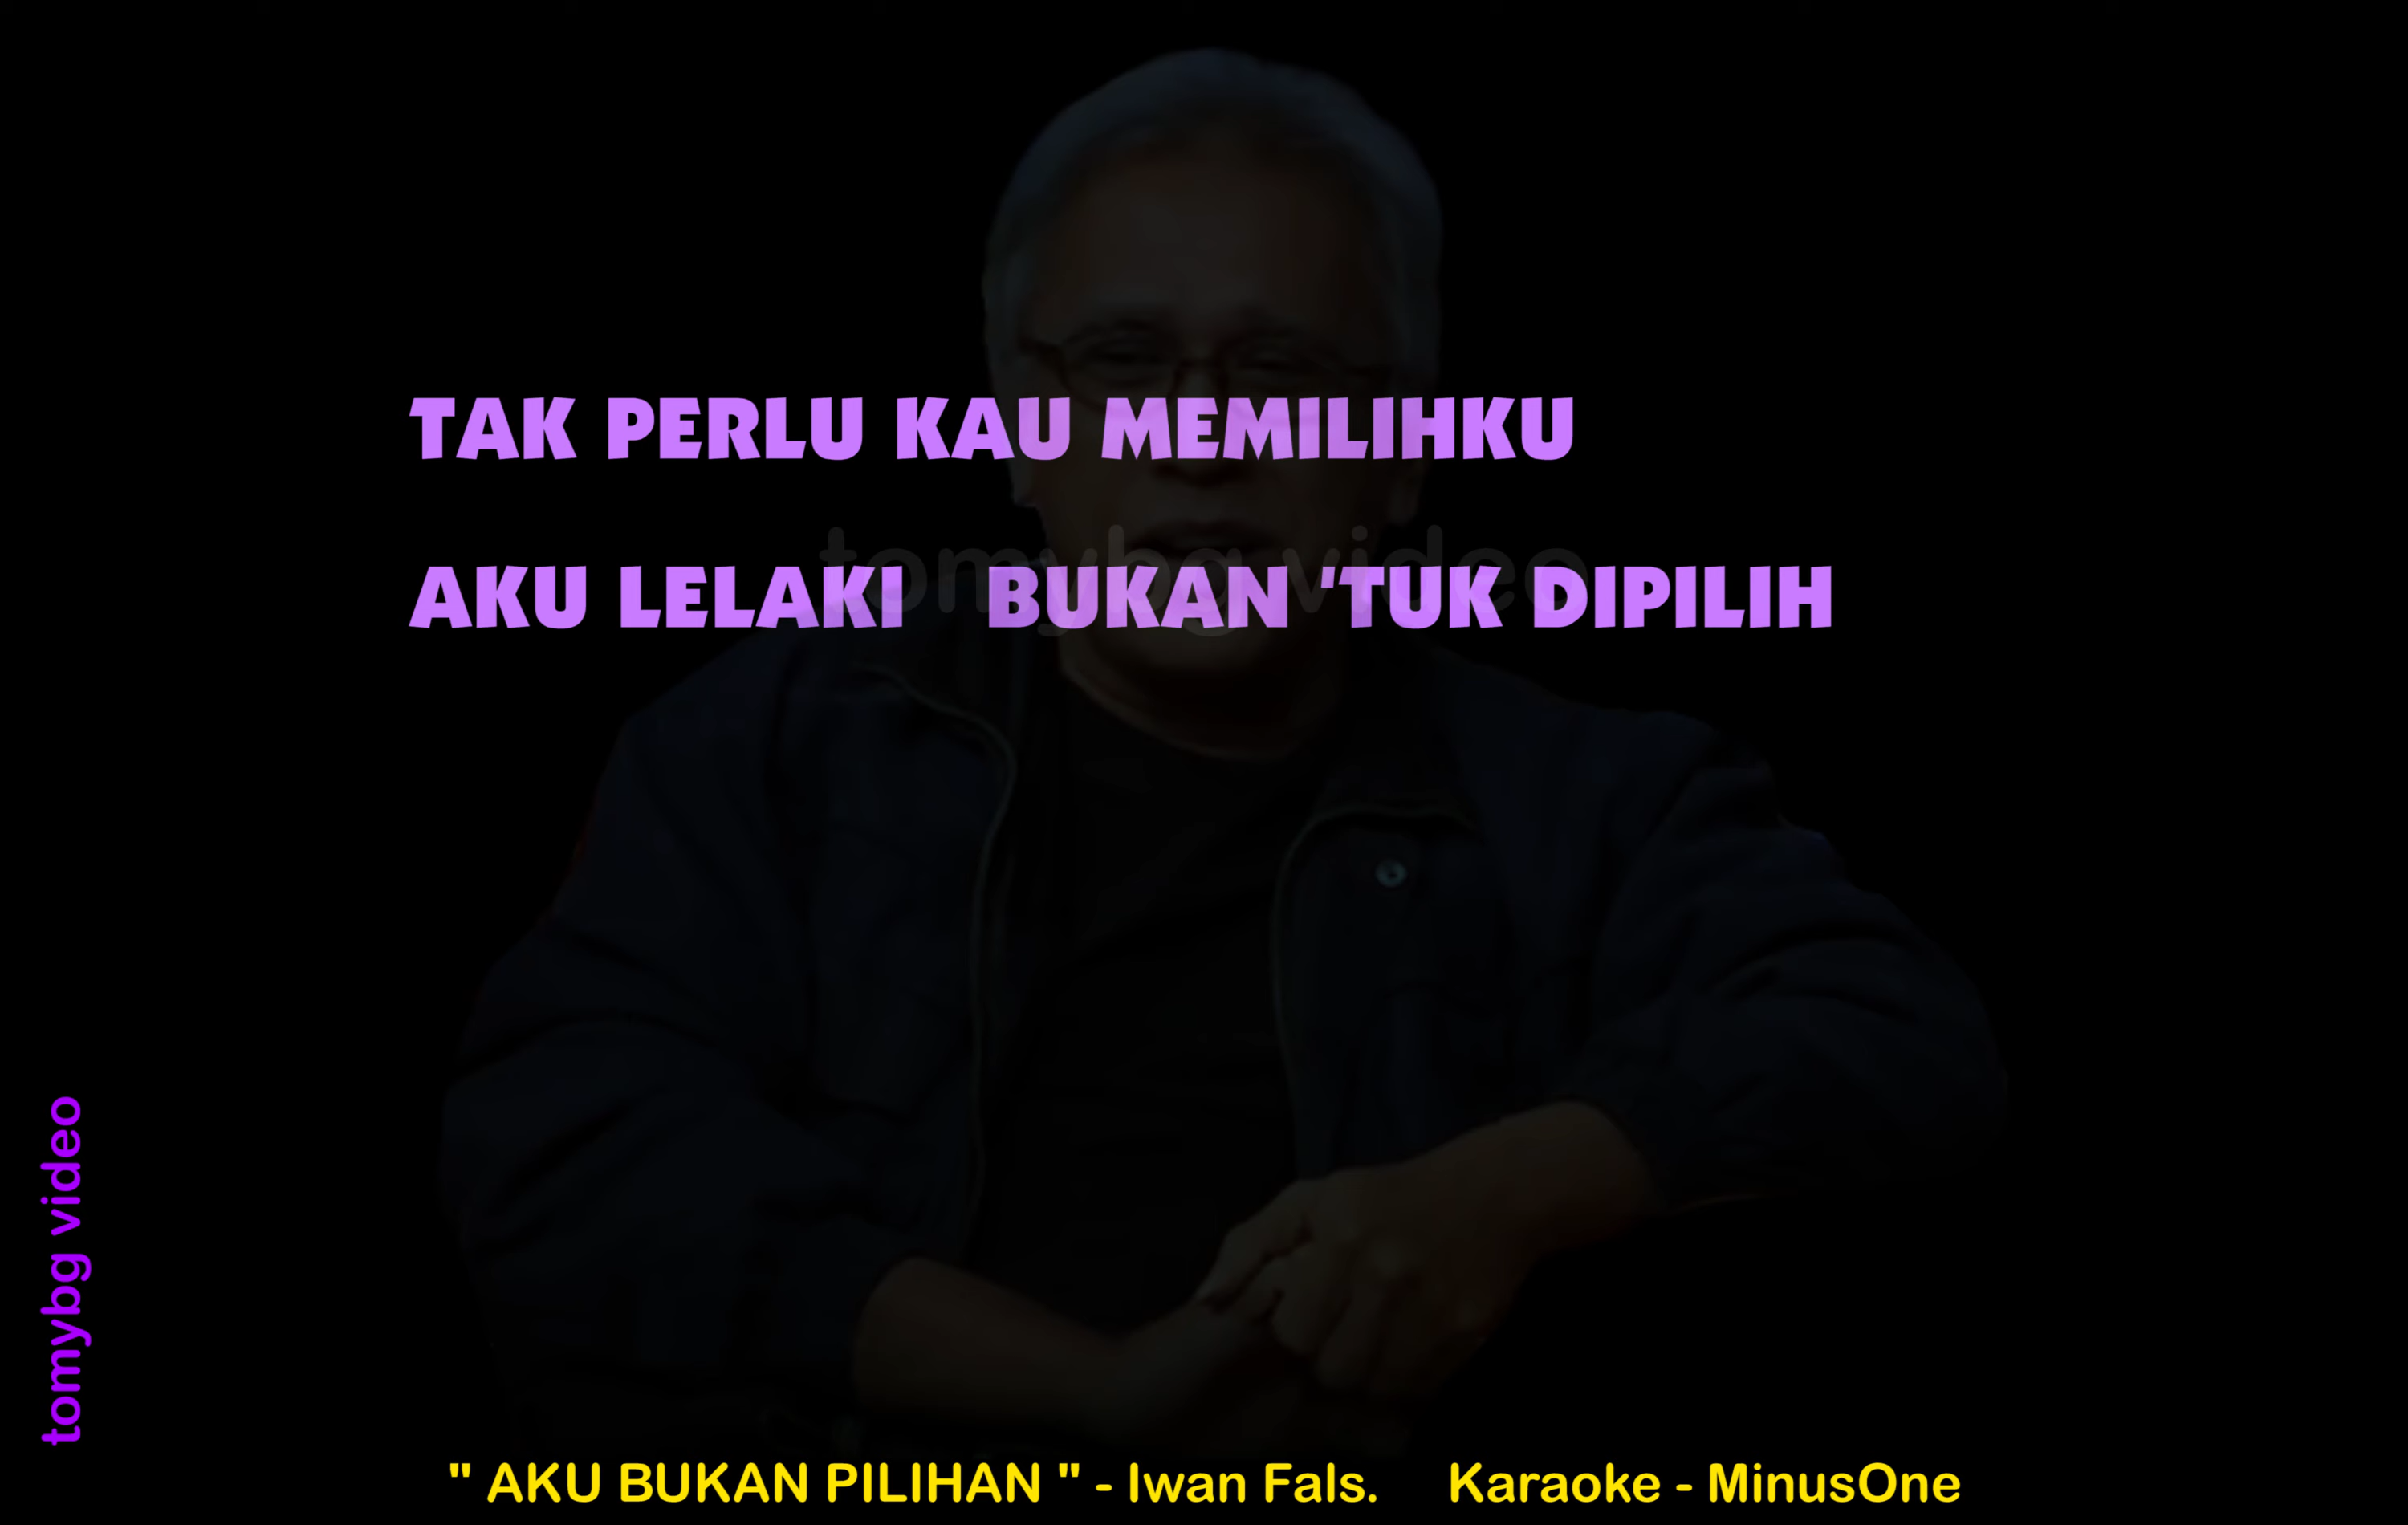 TAK PERLU KAU MEMILIHKU
tomybg video
AKU LELAKI BUKAN 'TUK DIPILIH
tomybg video
" AKU BUKAN PILIHAN " - Iwan Fals. Karaoke - MinusOne